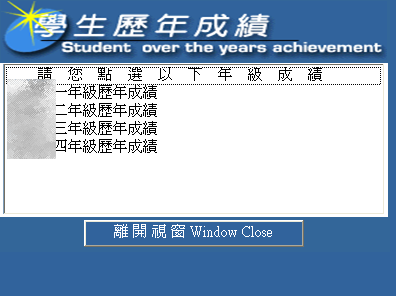 學生歷年成績
Student over the years achievement
請您點選以下年級成績
一年級歷年成績
二年級歷年成績
三年級歷年成績
四年級歷年成績
離開視窗 Window Close